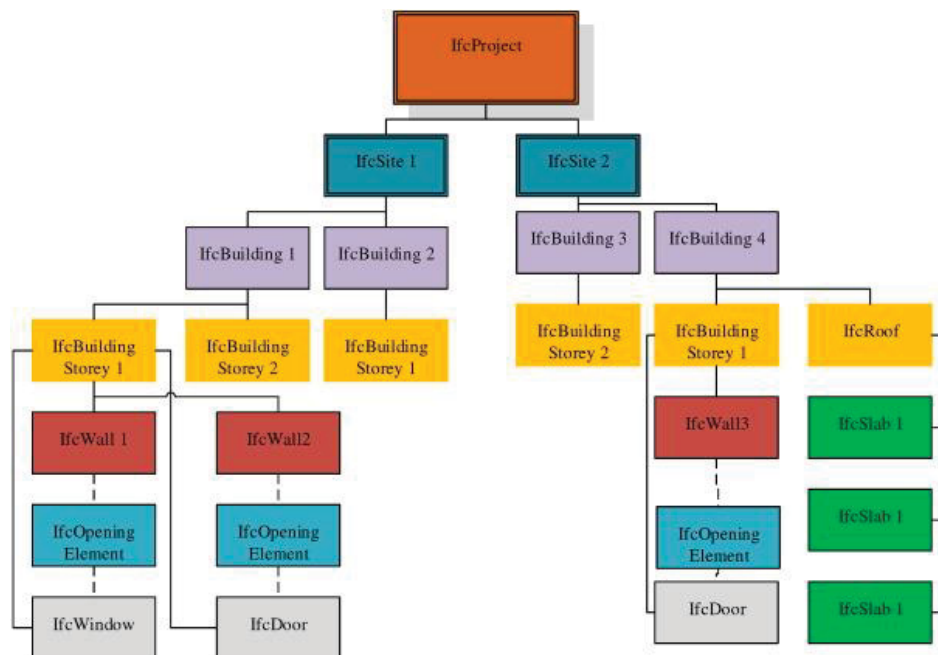 IfcProject
IfcSite 1
IfcSite 2
IfcBuilding 1
IfcBuilding 2
IfcBuilding 3
IfcBuilding 4
IfcBuilding
Storey 1
IfcBuilding
Storey 2
IfcBuilding
Storey 1
IfcBuilding
Storey 2
IfcBuilding
Storey 1
IfcRoof
IfcWall 1
IfcWall2
IfcWall3
IfcSlab 1
IfcOpening
Element
IfcOpening
Element
IfcOpening
Element
IfcSlab 1
IfcWindow
IfcDoor
IfcDoor
IfcSlab 1